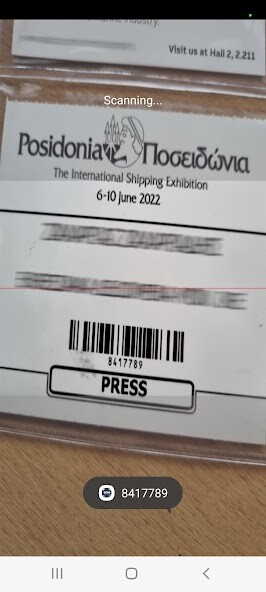 marine industry.
Visit us at Hall 2, 2.211
Scanning...
Posidonia Ποσειδώνια
The International Shipping Exhibition
6-10 June 2022
8417789
PRESS
8417789